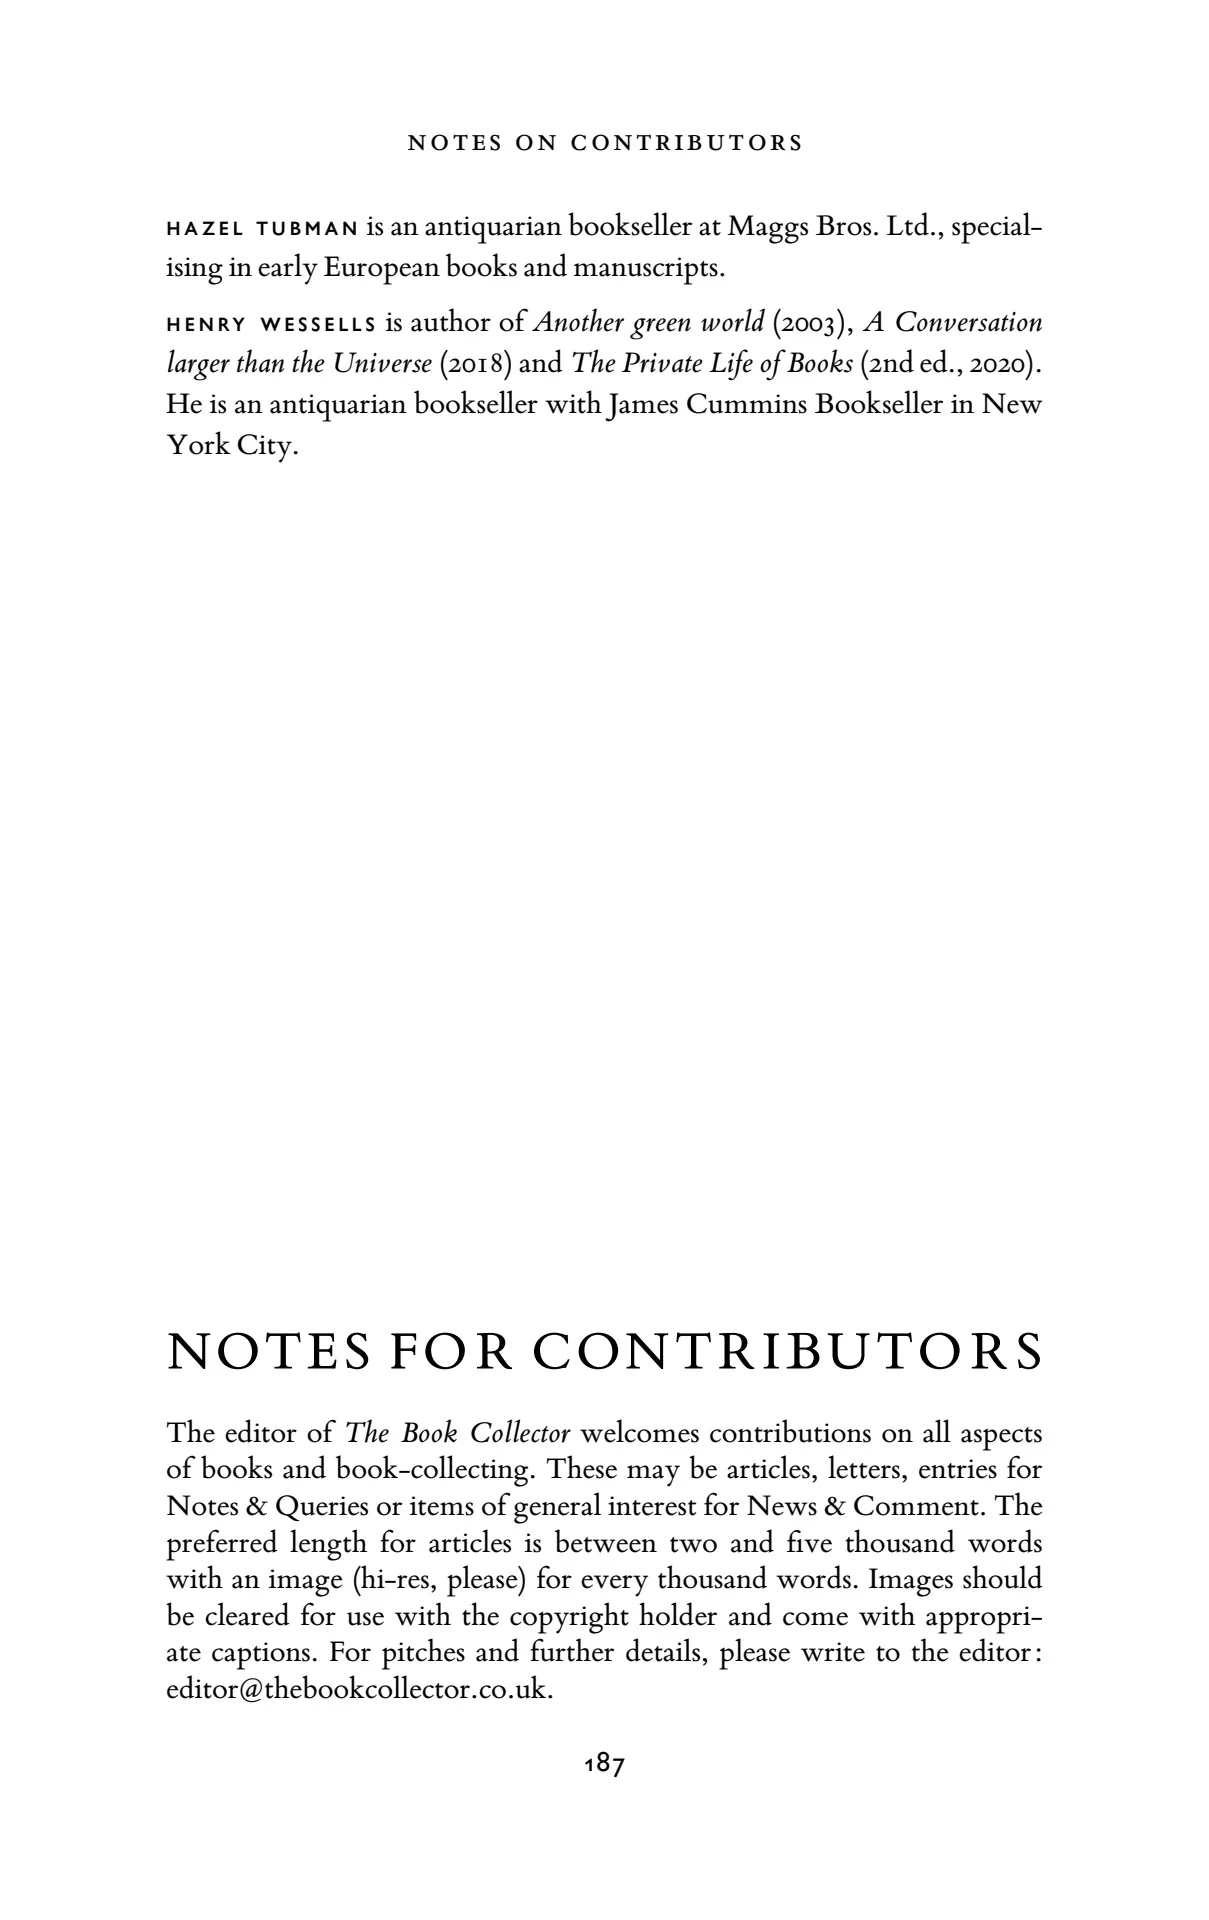 NOTES ON CONTRIBUTORS
HAZEL TUBMAN is an antiquarian bookseller at Maggs Bros. Ltd., special-
ising in early European books and manuscripts.
HENRY WESSELLS is author of Another green world (2003), A Conversation
larger than the Universe (2018) and The Private Life of Books (2nd ed., 2020).
He is an antiquarian bookseller with James Cummins Bookseller in New
York City.
NOTES FOR CONTRIBUTORS
The editor of The Book Collector welcomes contributions on all aspects
of books and book-collecting. These may be articles, letters, entries for
Notes & Queries or items of general interest for News & Comment. The
preferred length for articles is between two and five thousand words
with an image (hi-res, please) for every thousand words. Images should
be cleared for use with the copyright holder and come with appropri-
ate captions. For pitches and further details, please write to the editor:
editor@thebookcollector.co.uk.
187